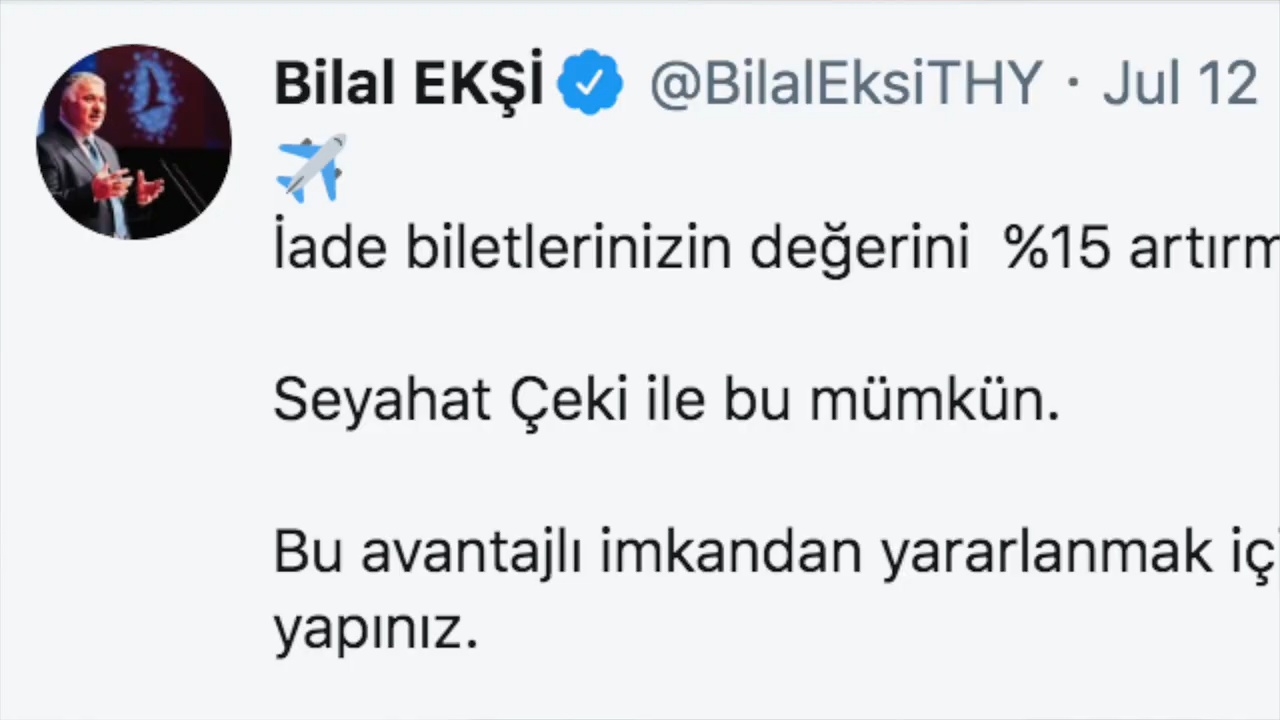 Bilal EKŞİ @BilalEksiTHY · Jul 12
İade biletlerinizin değerini %15
Seyahat Çeki ile bu mümkün.
Bu avantajlı imkandan yararlanmak
yapınız.